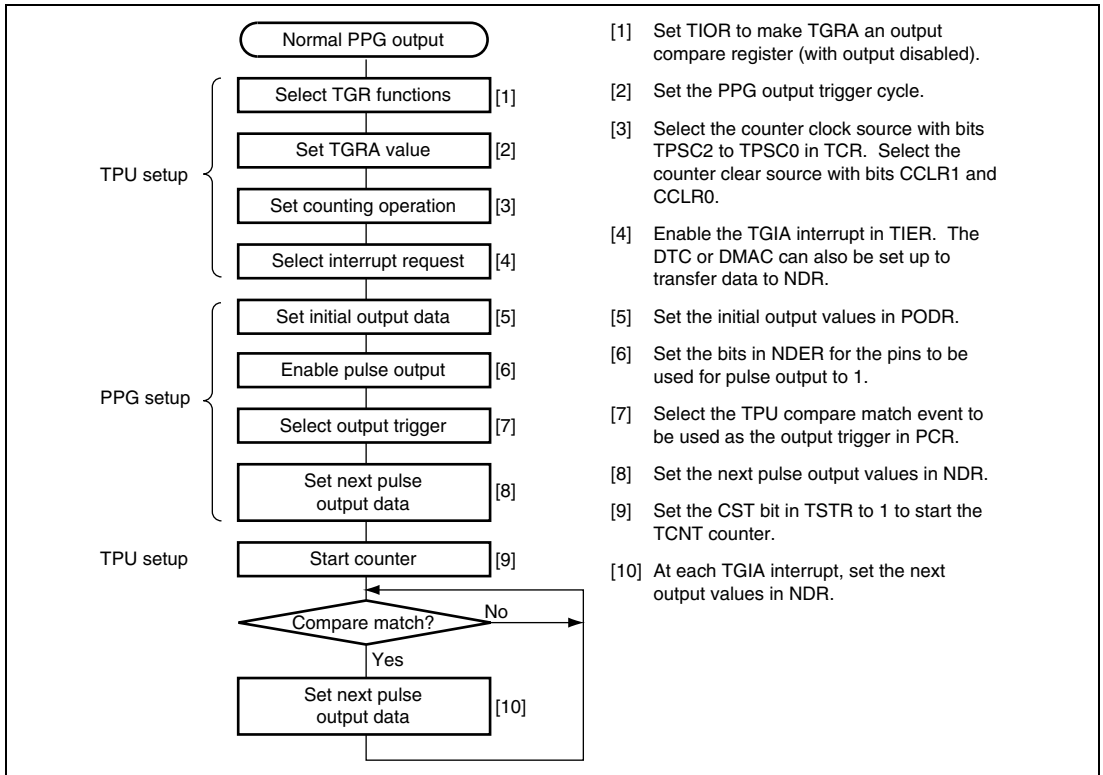 Normal PPG output
Select TGR functions [1]
Set TGRA value [2]
TPU setup
Set counting operation [3]
Select interrupt request [4]
Set initial output data [5]
Enable pulse output [6]
PPG setup
Select output trigger [7]
Set next pulse
output data
[8]
TPU setup
Start counter [9]
Compare match?
No
Yes
Set next pulse
output data
[10]
[1] Set TIOR to make TGRA an output
compare register (with output disabled).
[2] Set the PPG output trigger cycle.
[3] Select the counter clock source with bits
TPSC2 to TPSC0 in TCR. Select the
counter clear source with bits CCLR1 and
CCLR0.
[4] Enable the TGIA interrupt in TIER. The
DTC or DMAC can also be set up to
transfer data to NDR.
[5] Set the initial output values in PODR.
[6] Set the bits in NDER for the pins to be
used for pulse output to 1.
[7] Select the TPU compare match event to
be used as the output trigger in PCR.
[8] Set the next pulse output values in NDR.
[9] Set the CST bit in TSTR to 1 to start the
TCNT counter.
[10] At each TGIA interrupt, set the next
output values in NDR.